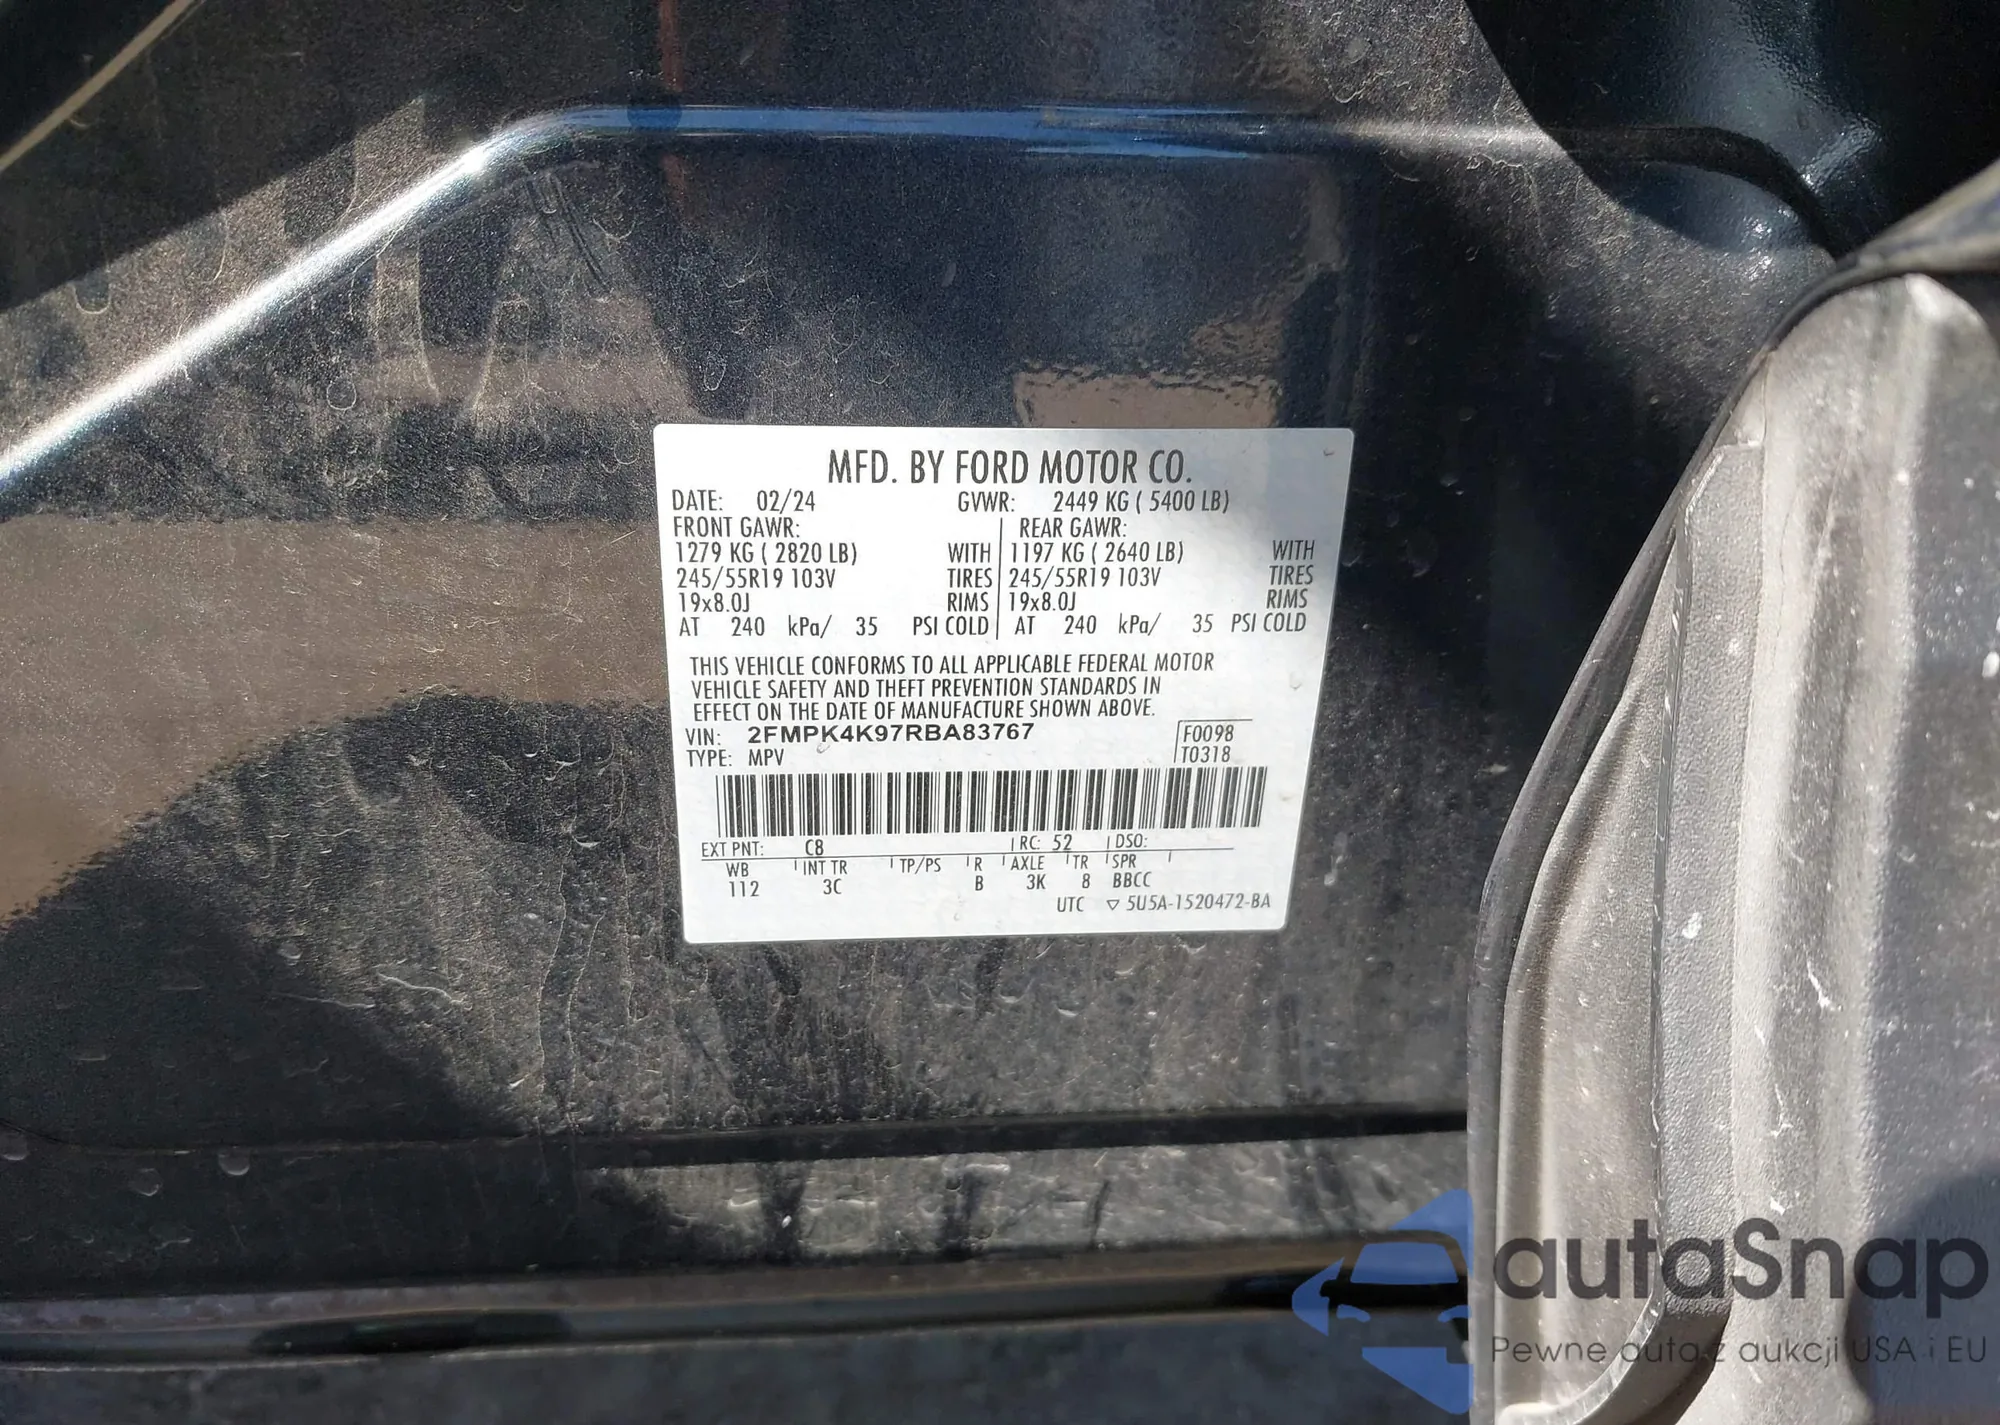 MFD. BY FORD MOTOR CO.
DATE: 02/24 GVWR: 2449 KG ( 5400 LB)
FRONT GAWR: REAR GAWR:
1279 KG ( 2820 LB) WITH 1197 KG ( 2640 LB) WITH
245/55R19 103V TIRES 245/55R19 103V TIRES
19x8.0J RIMS 19x8.0J RIMS
AT 240 kPa/ 35 PSI COLD AT 240 kPa/ 35 PSI COLD
THIS VEHICLE CONFORMS TO ALL APPLICABLE FEDERAL MOTOR
VEHICLE SAFETY AND THEFT PREVENTION STANDARDS IN
EFFECT ON THE DATE OF MANUFACTURE SHOWN ABOVE.
VIN: 2FMPK4K97RBA83767 F0098
TYPE: MPV T0318
EXT PNT: C8 RC: 52 DSO:
WB INT TR TP/PS R AXLE TR SPR
112 3C B 3K 8 BBCC
UTC ▽ 5U5A-1520472-BA
autaSnap
Pewne auta z aukcji USA i EU